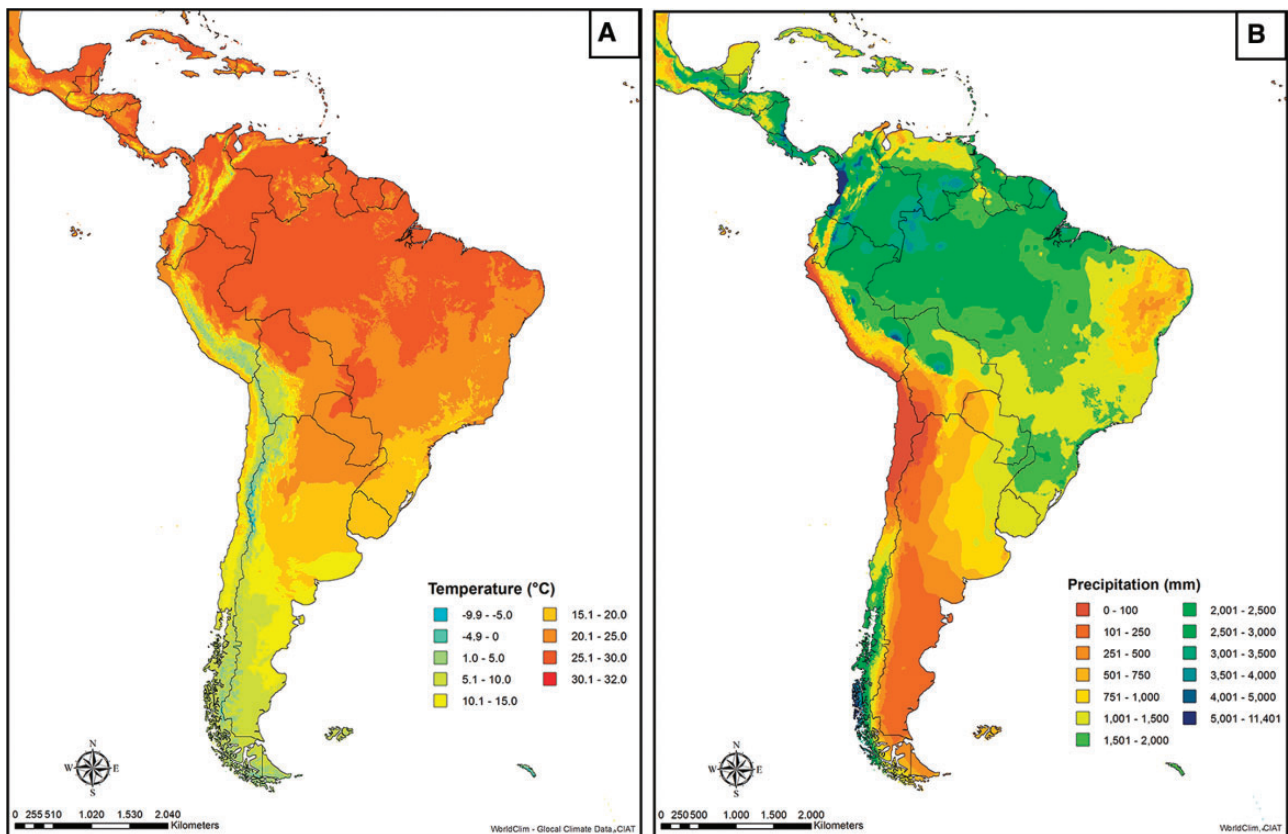 A
Temperature (°C)
-9.9 - -5.0
-4.9 - 0
1.0 - 5.0
5.1 - 10.0
10.1 - 15.0
15.1 - 20.0
20.1 - 25.0
25.1 - 30.0
30.1 - 32.0
N
W E
S
0 255 510 1.020 1.530 2.040
Kilometers
WorldClim - Glocal Climate Data, CIAT
B
Precipitation (mm)
0 - 100
101 - 250
251 - 500
501 - 750
751 - 1,000
1,001 - 1,500
1,501 - 2,000
2,001 - 2,500
2,501 - 3,000
3,001 - 3,500
3,501 - 4,000
4,001 - 5,000
5,001 - 11,401
N
W E
S
0 250 500 1.000 1.500 2.000
Kilometers
WorldClim, CIAT